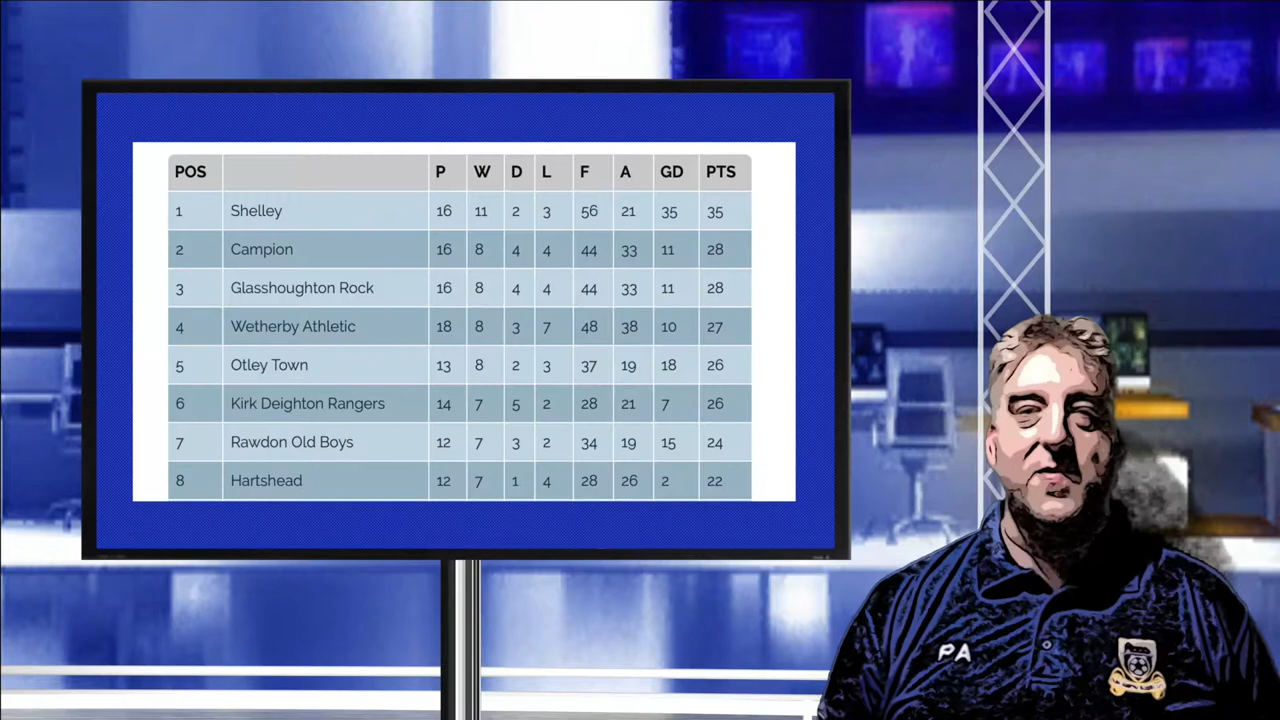 POS P W D L F A GD PTS
1 Shelley 16 11 2 3 56 21 35 35
2 Campion 16 8 4 4 44 33 11 28
3 Glasshoughton Rock 16 8 4 4 44 33 11 28
4 Wetherby Athletic 18 8 3 7 48 38 10 27
5 Otley Town 13 8 2 3 37 19 18 26
6 Kirk Deighton Rangers 14 7 5 2 28 21 7 26
7 Rawdon Old Boys 12 7 3 2 34 19 15 24
8 Hartshead 12 7 1 4 28 26 2 22
PA